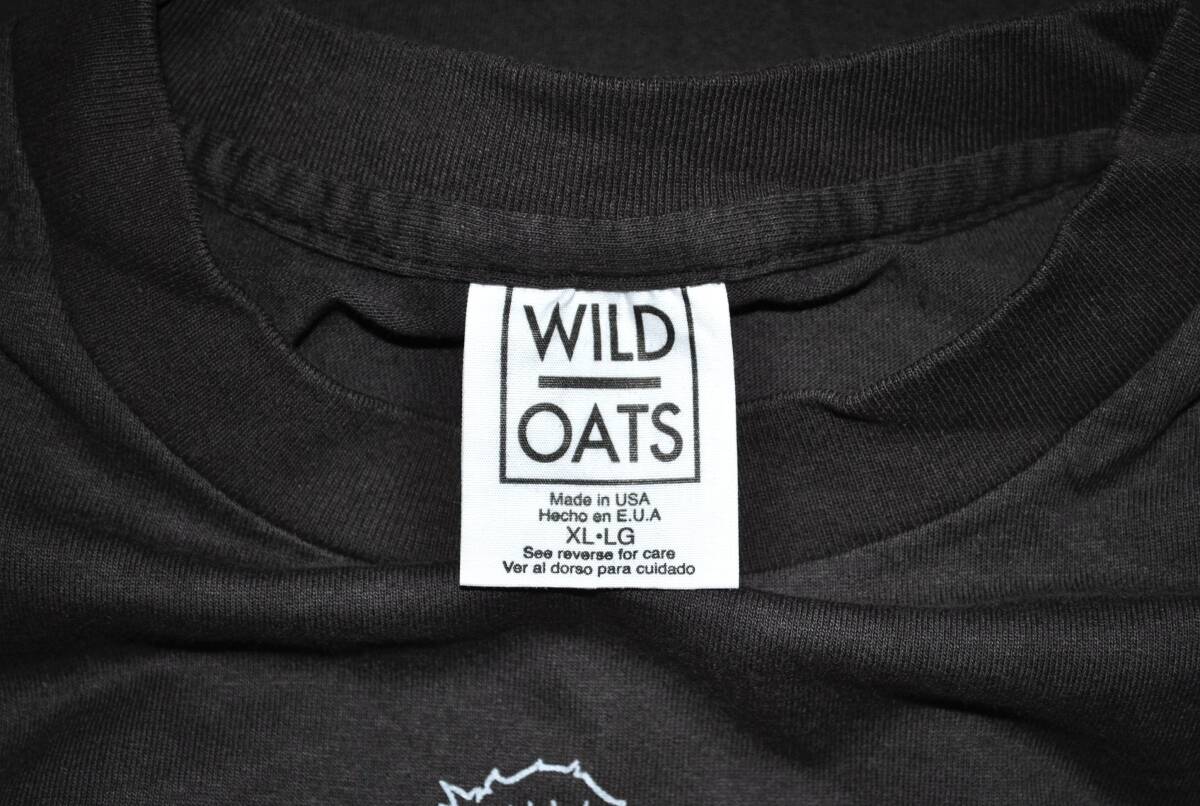 WILD
OATS
Made in USA
Hecho en E.U.A
XL•LG
See reverse for care
Ver al dorso para cuidado